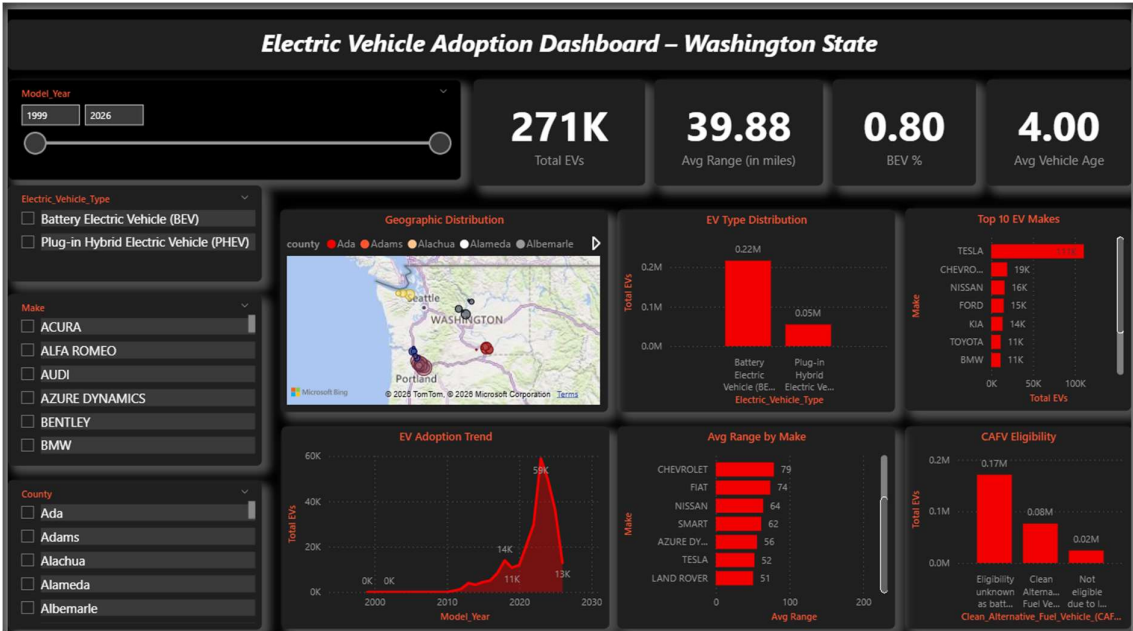 Electric Vehicle Adoption Dashboard – Washington State
Model_Year
1999
2026
271K
Total EVs
39.88
Avg Range (in miles)
0.80
BEV %
4.00
Avg Vehicle Age
Electric_Vehicle_Type
Battery Electric Vehicle (BEV)
Plug-in Hybrid Electric Vehicle (PHEV)
Make
ACURA
ALFA ROMEO
AUDI
AZURE DYNAMICS
BENTLEY
BMW
County
Ada
Adams
Alachua
Alameda
Albemarle
Geographic Distribution
county Ada Adams Alachua Alameda Albemarle
Seattle
WASHINGTON
Portland
Microsoft Bing
© 2026 TomTom, © 2026 Microsoft Corporation Terms
EV Type Distribution
Total EVs
0.2M
0.1M
0.0M
0.22M
0.05M
Battery
Electric
Vehicle (BE...
Plug-in
Hybrid
Electric Ve...
Electric_Vehicle_Type
Top 10 EV Makes
Make
TESLA 111K
CHEVRO... 19K
NISSAN 16K
FORD 15K
KIA 14K
TOYOTA 11K
BMW 11K
0K 50K 100K
Total EVs
EV Adoption Trend
Total EVs
60K
40K
20K
0K
0K 0K
14K
11K
59K
13K
2000 2010 2020 2030
Model_Year
Avg Range by Make
Make
CHEVROLET 79
FIAT 74
NISSAN 64
SMART 62
AZURE DY... 56
TESLA 52
LAND ROVER 51
0 100 200
Avg Range
CAFV Eligibility
Total EVs
0.2M
0.1M
0.0M
0.17M
0.08M
0.02M
Eligibility
unknown
as batt...
Clean
Alterna...
Fuel Ve...
Not
eligible
due to l...
Clean_Alternative_Fuel_Vehicle_(CAF...